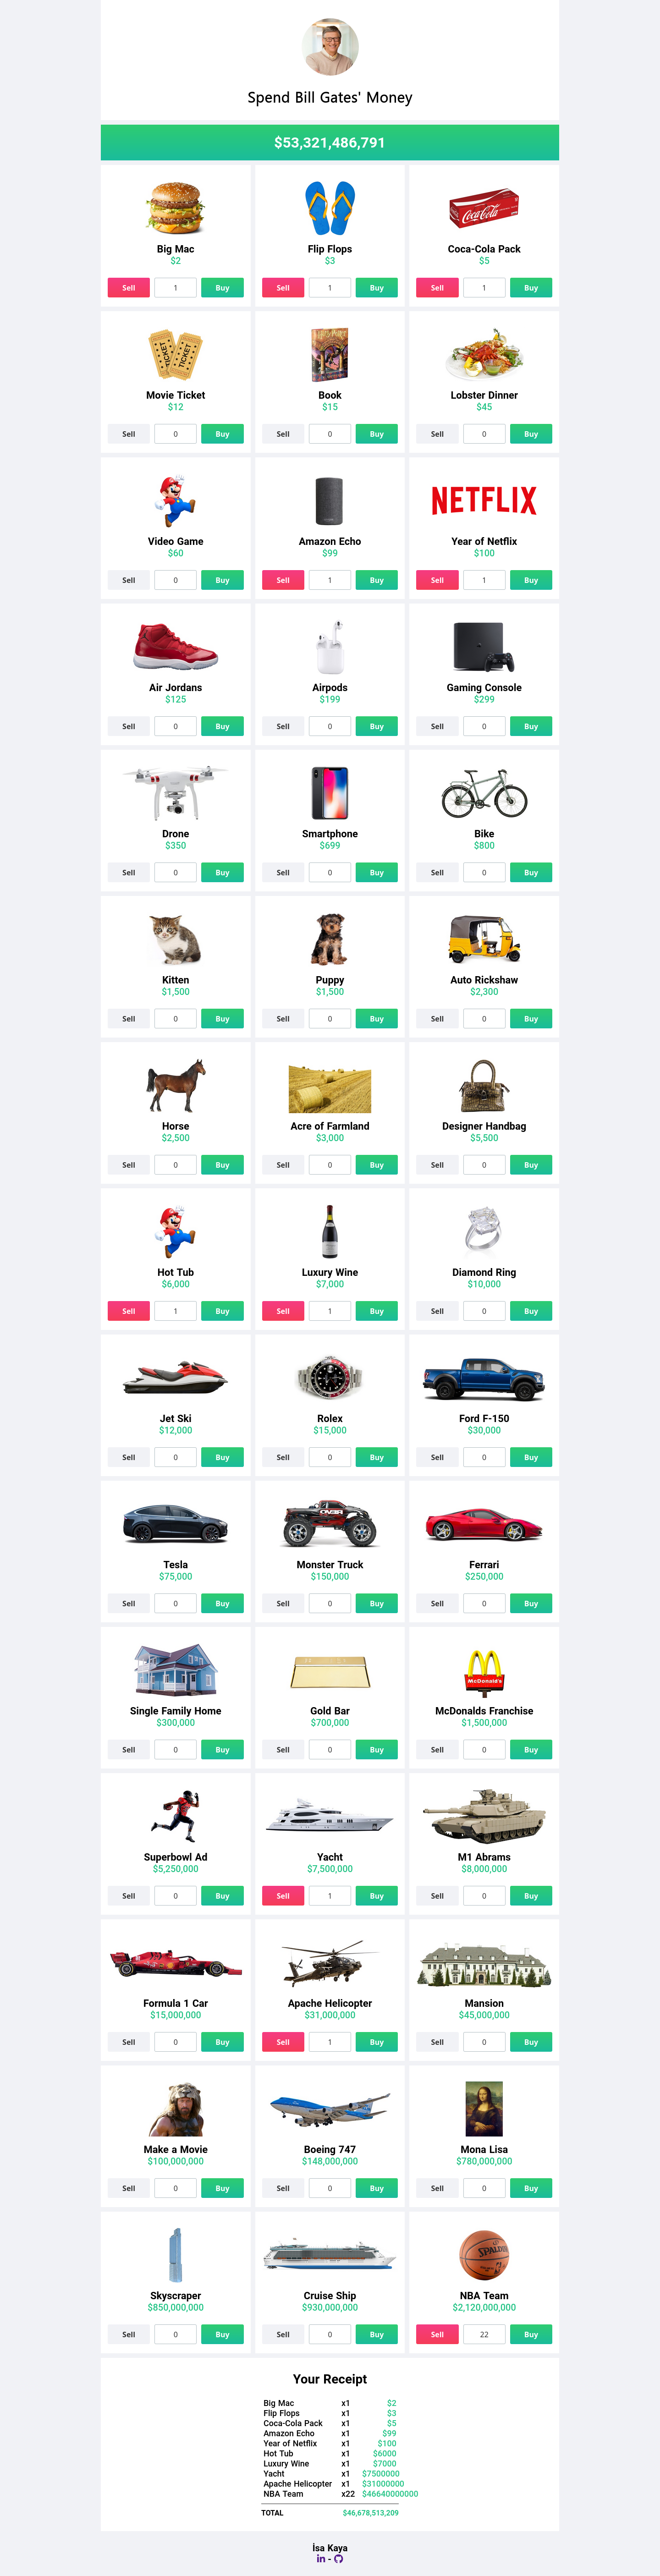 Spend Bill Gates' Money
$53,321,486,791
Big Mac
$2
Sell 1 Buy
Flip Flops
$3
Sell 1 Buy
Coca-Cola
Coca-Cola Pack
$5
Sell 1 Buy
TICKET
TICKET
Movie Ticket
$12
Sell 0 Buy
Book
$15
Sell 0 Buy
Lobster Dinner
$45
Sell 0 Buy
Video Game
$60
Sell 0 Buy
Amazon Echo
$99
Sell 1 Buy
NETFLIX
Year of Netflix
$100
Sell 1 Buy
Air Jordans
$125
Sell 0 Buy
Airpods
$199
Sell 0 Buy
Gaming Console
$299
Sell 0 Buy
Drone
$350
Sell 0 Buy
Smartphone
$699
Sell 0 Buy
Bike
$800
Sell 0 Buy
Kitten
$1,500
Sell 0 Buy
Puppy
$1,500
Sell 0 Buy
Auto Rickshaw
$2,300
Sell 0 Buy
Horse
$2,500
Sell 0 Buy
Acre of Farmland
$3,000
Sell 0 Buy
Designer Handbag
$5,500
Sell 0 Buy
Hot Tub
$6,000
Sell 1 Buy
Luxury Wine
$7,000
Sell 1 Buy
Diamond Ring
$10,000
Sell 0 Buy
Jet Ski
$12,000
Sell 0 Buy
Rolex
$15,000
Sell 0 Buy
Ford F-150
$30,000
Sell 0 Buy
Tesla
$75,000
Sell 0 Buy
Monster Truck
$150,000
Sell 0 Buy
Ferrari
$250,000
Sell 0 Buy
Single Family Home
$300,000
Sell 0 Buy
Gold Bar
$700,000
Sell 0 Buy
McDonald's
McDonalds Franchise
$1,500,000
Sell 0 Buy
Superbowl Ad
$5,250,000
Sell 0 Buy
Yacht
$7,500,000
Sell 1 Buy
M1 Abrams
$8,000,000
Sell 0 Buy
Formula 1 Car
$15,000,000
Sell 0 Buy
Apache Helicopter
$31,000,000
Sell 1 Buy
Mansion
$45,000,000
Sell 0 Buy
Make a Movie
$100,000,000
Sell 0 Buy
Boeing 747
$148,000,000
Sell 0 Buy
Mona Lisa
$780,000,000
Sell 0 Buy
Skyscraper
$850,000,000
Sell 0 Buy
Cruise Ship
$930,000,000
Sell 0 Buy
SPALDING
NBA Team
$2,120,000,000
Sell 22 Buy
Your Receipt
Big Mac x1 $2
Flip Flops x1 $3
Coca-Cola Pack x1 $5
Amazon Echo x1 $99
Year of Netflix x1 $100
Hot Tub x1 $6000
Luxury Wine x1 $7000
Yacht x1 $7500000
Apache Helicopter x1 $31000000
NBA Team x22 $46640000000
TOTAL $46,678,513,209
İsa Kaya
in -